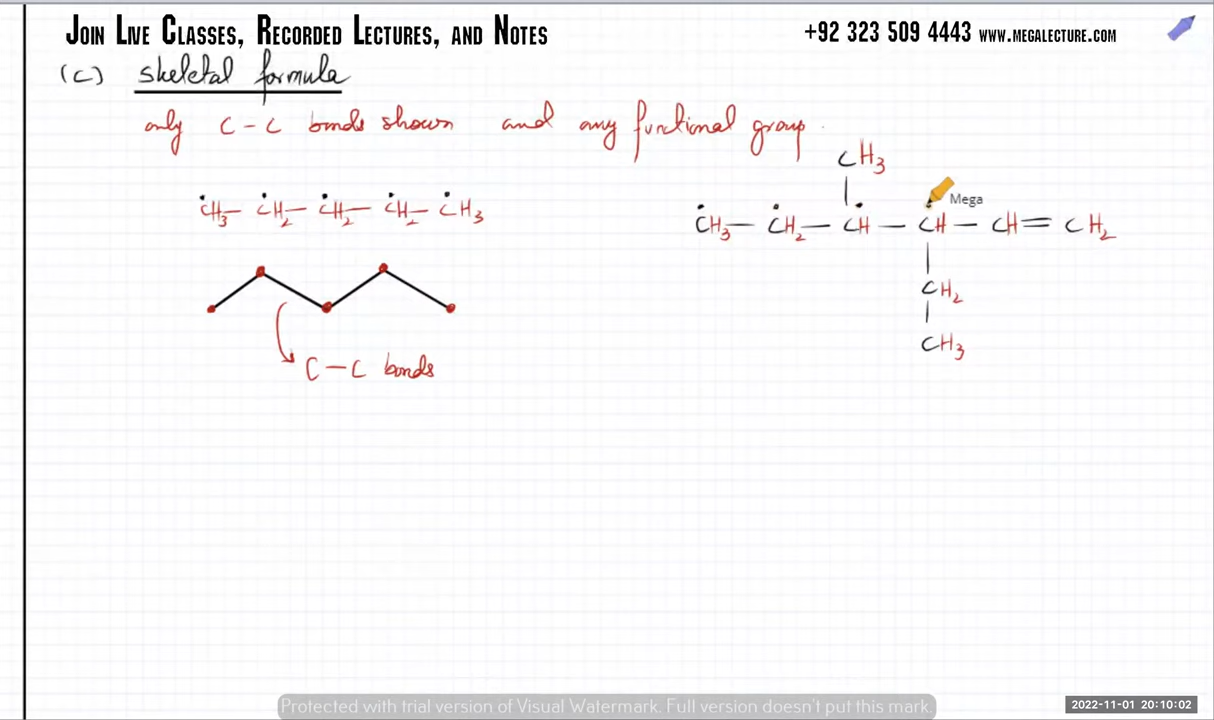 JOIN LIVE CLASSES, RECORDED LECTURES, AND NOTES
+92 323 509 4443 WWW.MEGALECTURE.COM
(c) skeletal formula
only C-C bonds shown and any functional group.
CH3
CH3- CH2- CH2- CH2- CH3
Mega
CH3- CH2- CH - CH - CH=CH2
CH2
CH3
C-C bonds
Protected with trial version of Visual Watermark. Full version doesn't put this mark.
2022-11-01 20:10:02